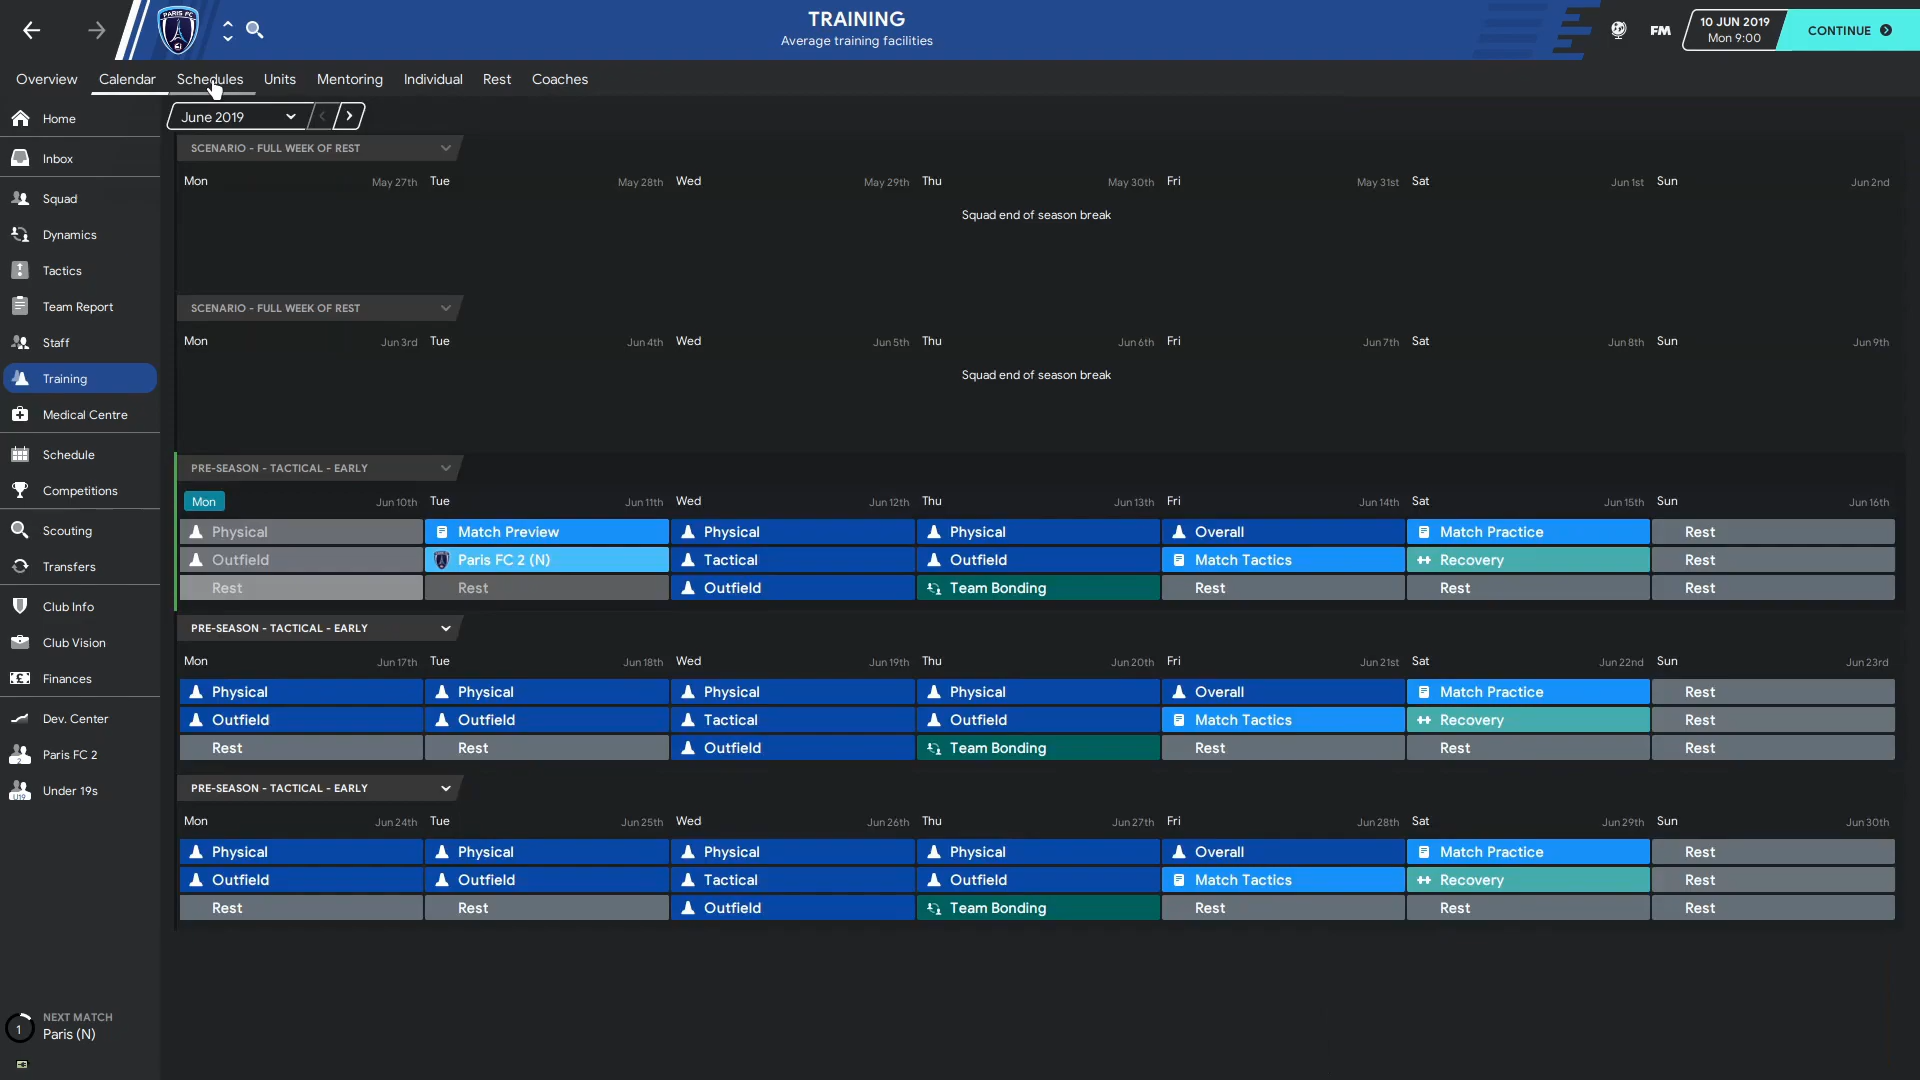 PARIS FC
TRAINING
Average training facilities
FM
10 JUN 2019
Mon 9:00
CONTINUE
Overview Calendar Schedules Units Mentoring Individual Rest Coaches
Home
Inbox
Squad
Dynamics
Tactics
Team Report
Staff
Training
Medical Centre
Schedule
Competitions
Scouting
Transfers
Club Info
Club Vision
Finances
Dev. Center
2
Paris FC 2
U19
Under 19s
1
NEXT MATCH
Paris (N)
June 2019
SCENARIO - FULL WEEK OF REST
Mon May 27th Tue May 28th Wed May 29th Thu May 30th Fri May 31st Sat Jun 1st Sun Jun 2nd
Squad end of season break
SCENARIO - FULL WEEK OF REST
Mon Jun 3rd Tue Jun 4th Wed Jun 5th Thu Jun 6th Fri Jun 7th Sat Jun 8th Sun Jun 9th
Squad end of season break
PRE-SEASON - TACTICAL - EARLY
Mon Jun 10th Tue Jun 11th Wed Jun 12th Thu Jun 13th Fri Jun 14th Sat Jun 15th Sun Jun 16th
Physical Match Preview Physical Physical Overall Match Practice Rest
Outfield Paris FC 2 (N) Tactical Outfield Match Tactics Recovery Rest
Rest Rest Outfield Team Bonding Rest Rest Rest
PRE-SEASON - TACTICAL - EARLY
Mon Jun 17th Tue Jun 18th Wed Jun 19th Thu Jun 20th Fri Jun 21st Sat Jun 22nd Sun Jun 23rd
Physical Physical Physical Physical Overall Match Practice Rest
Outfield Outfield Tactical Outfield Match Tactics Recovery Rest
Rest Rest Outfield Team Bonding Rest Rest Rest
PRE-SEASON - TACTICAL - EARLY
Mon Jun 24th Tue Jun 25th Wed Jun 26th Thu Jun 27th Fri Jun 28th Sat Jun 29th Sun Jun 30th
Physical Physical Physical Physical Overall Match Practice Rest
Outfield Outfield Tactical Outfield Match Tactics Recovery Rest
Rest Rest Outfield Team Bonding Rest Rest Rest